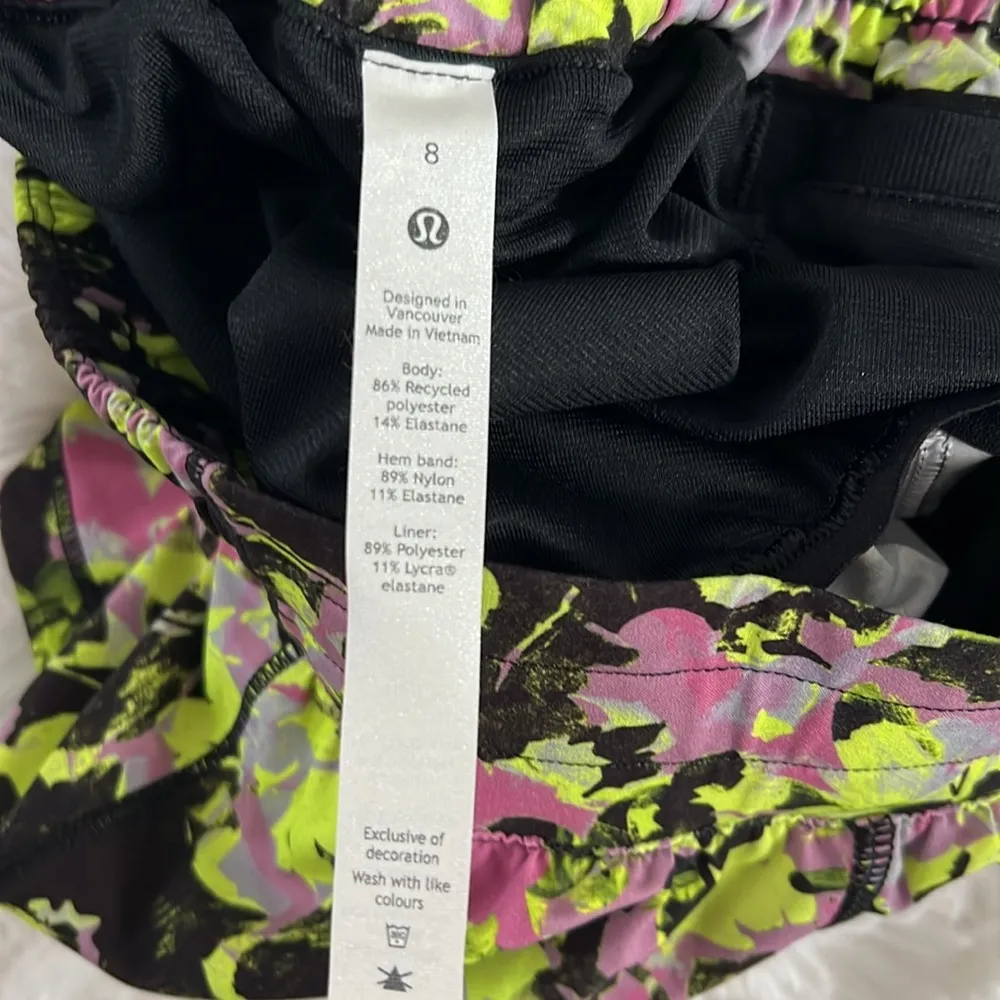 8
Designed in
Vancouver
Made in Vietnam
Body:
86% Recycled
polyester
14% Elastane
Hem band:
89% Nylon
11% Elastane
Liner:
89% Polyester
11% Lycra®
elastane
Exclusive of
decoration
Wash with like
colours